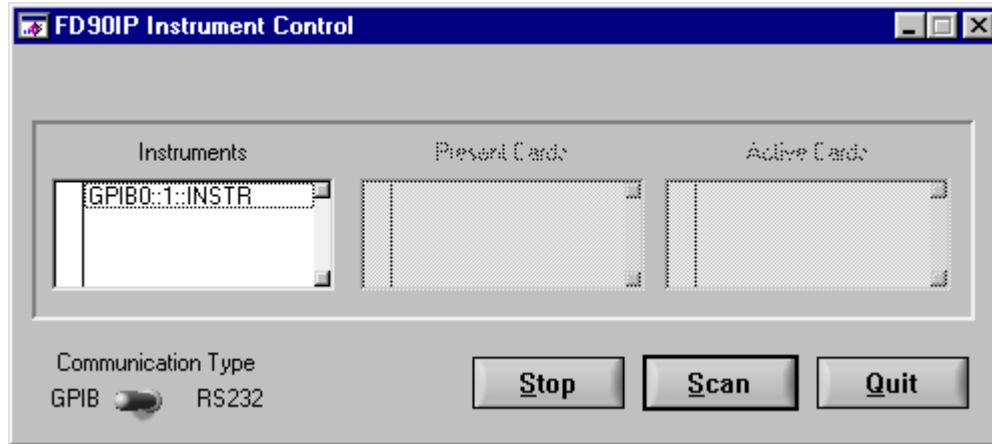 FD90IP Instrument Control
Instruments Present Cards Active Cards
GPIB0::1::INSTR
Communication Type
GPIB RS232
Stop Scan Quit